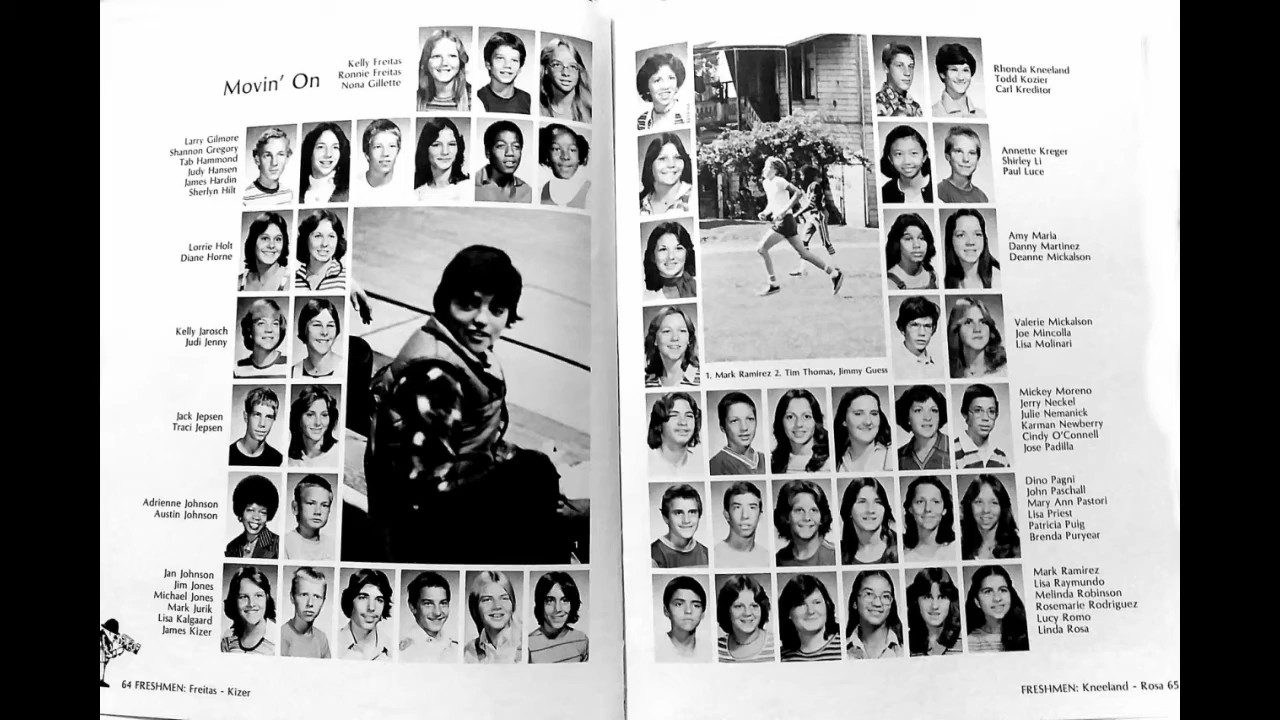 Movin' On
Kelly Freitas
Ronnie Freitas
Nona Gillette
Larry Gilmore
Shannon Gregory
Tab Hammond
Judy Hansen
James Hardin
Sherlyn Hilt
Lorrie Holt
Diane Horne
Kelly Jarosch
Judi Jenny
Jack Jepsen
Traci Jepsen
Adrienne Johnson
Austin Johnson
1
Jan Johnson
Jim Jones
Michael Jones
Mark Jurik
Lisa Kalgaard
James Kizer
64 FRESHMEN: Freitas - Kizer
Rhonda Kneeland
Todd Kozier
Carl Kreditor
Annette Kreger
Shirley Li
Paul Luce
Amy Maria
Danny Martinez
Deanne Mickalson
Valerie Mickalson
Joe Mincolla
Lisa Molinari
1. Mark Ramirez 2. Tim Thomas, Jimmy Guess
Mickey Moreno
Jerry Neckel
Julie Nemanick
Karman Newberry
Cindy O'Connell
Jose Padilla
Dino Pagni
John Paschall
Mary Ann Pastori
Lisa Priest
Patricia Puig
Brenda Puryear
Mark Ramirez
Lisa Raymundo
Melinda Robinson
Rosemarie Rodriguez
Lucy Romo
Linda Rosa
FRESHMEN: Kneeland - Rosa 65